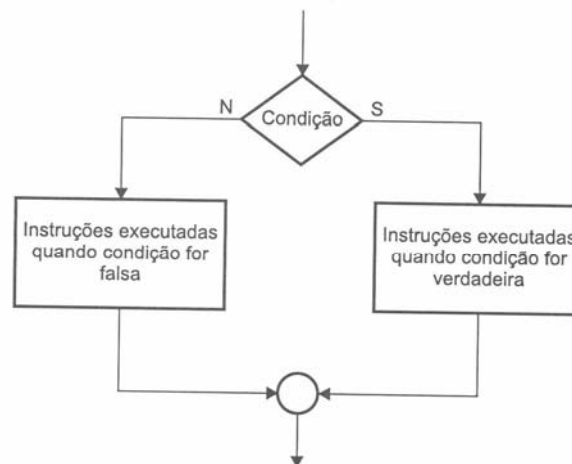 N
Condição
S
Instruções executadas
quando condição for
falsa
Instruções executadas
quando condição for
verdadeira